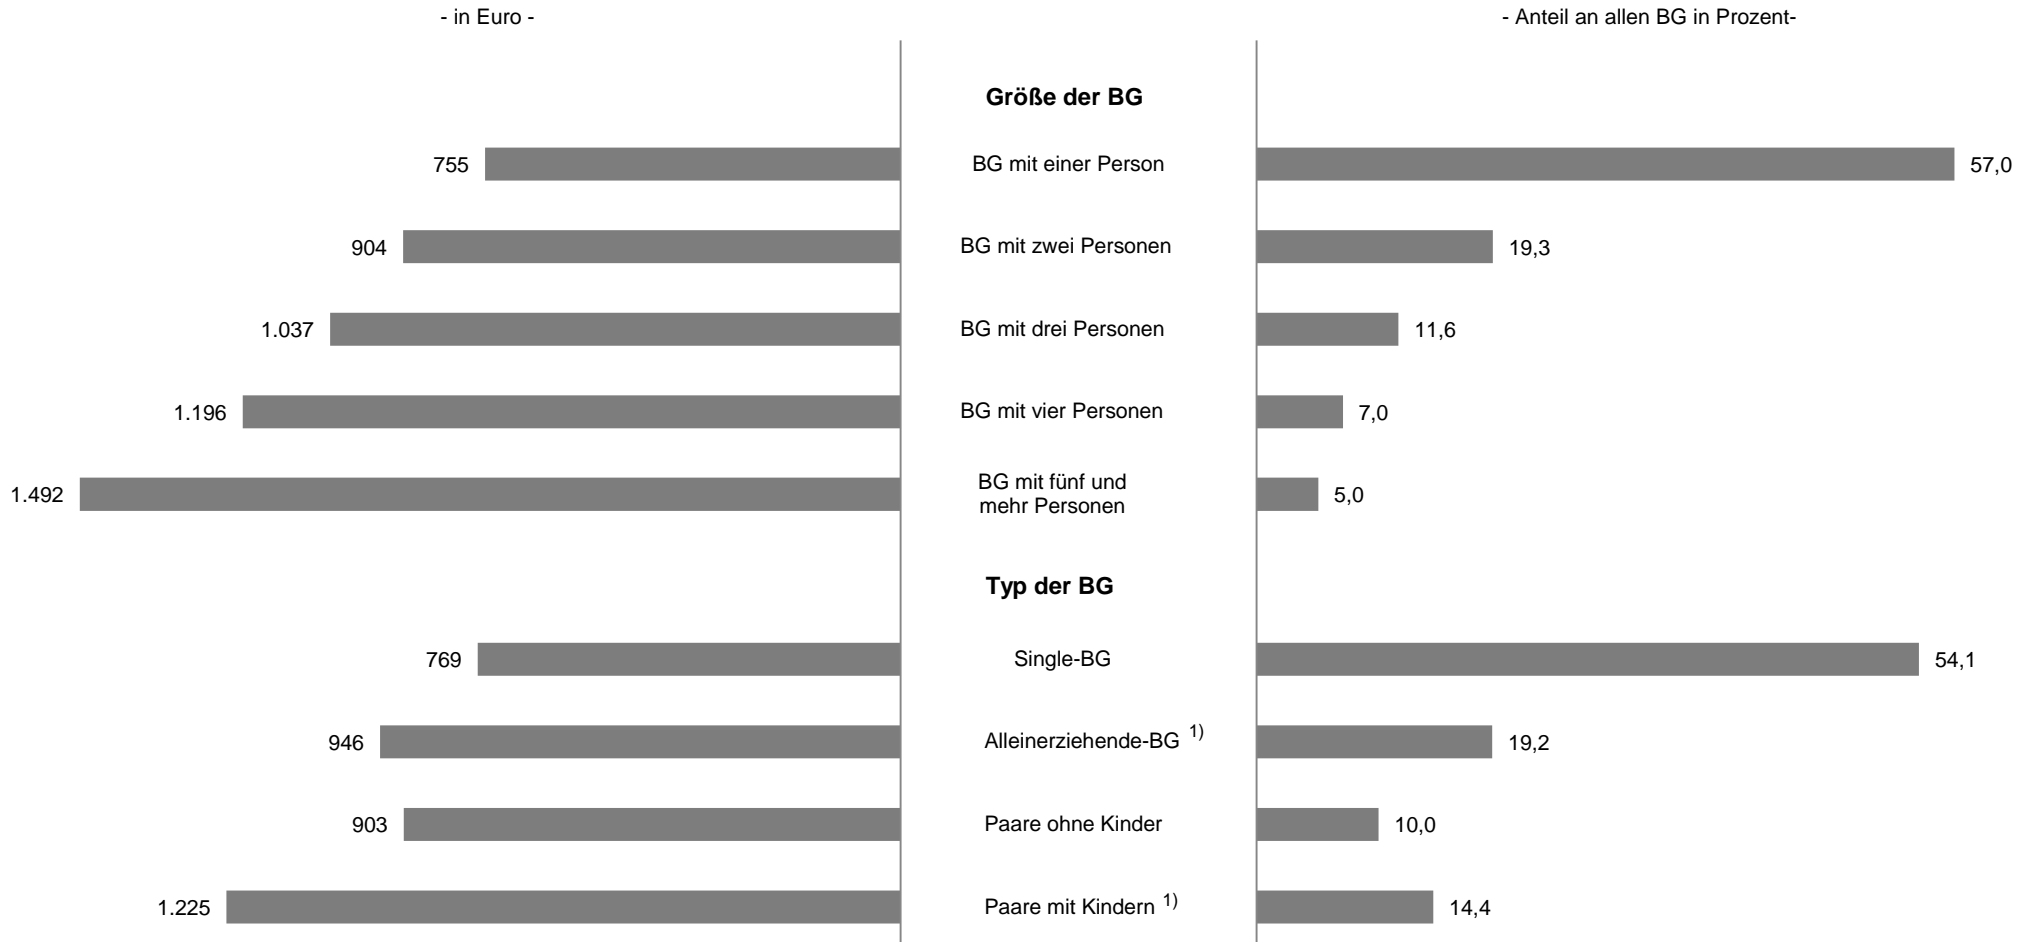 - in Euro -
- Anteil an allen BG in Prozent-
Größe der BG
755
BG mit einer Person
57,0
904
BG mit zwei Personen
19,3
1.037
BG mit drei Personen
11,6
1.196
BG mit vier Personen
7,0
1.492
BG mit fünf und
mehr Personen
5,0
Typ der BG
769
Single-BG
54,1
946
Alleinerziehende-BG 1)
19,2
903
Paare ohne Kinder
10,0
1.225
Paare mit Kindern 1)
14,4